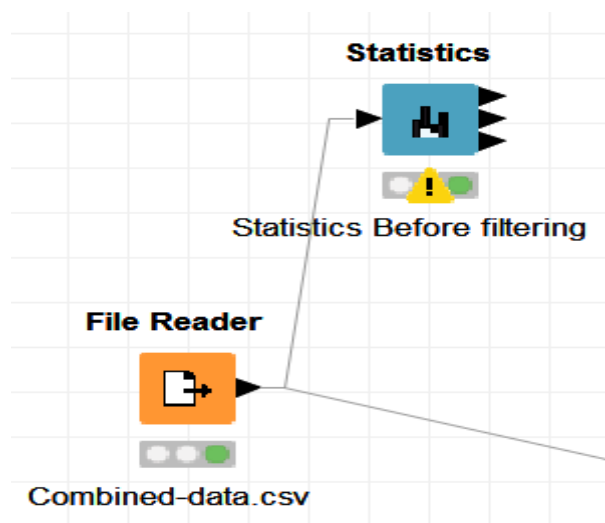 Statistics
Statistics Before filtering
File Reader
Combined-data.csv